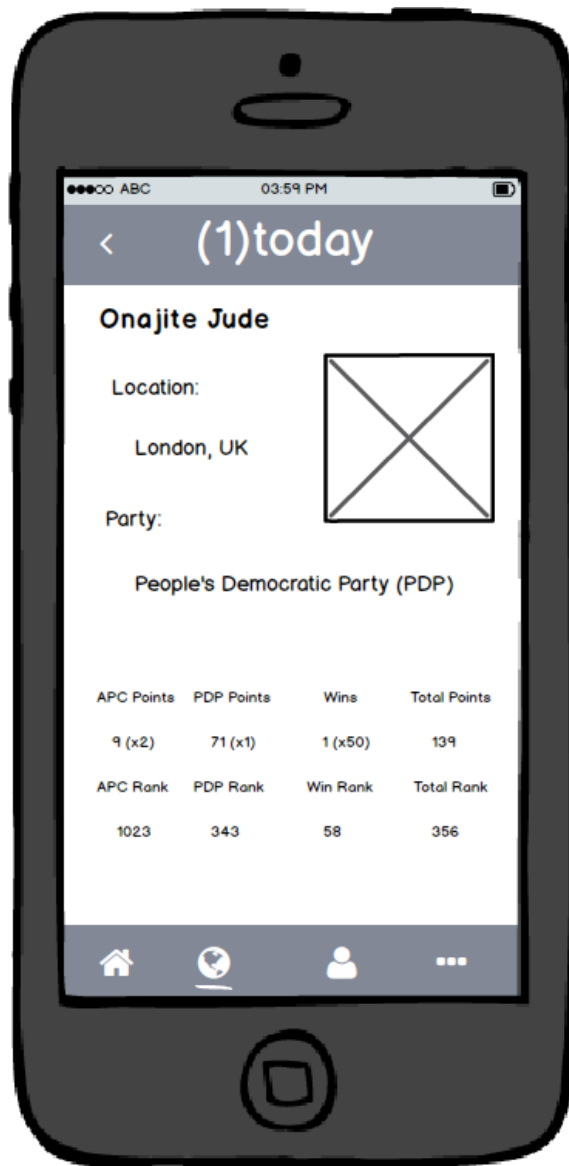 ABC 03:59 PM
(1)today
Onajite Jude
Location:
London, UK
Party:
People's Democratic Party (PDP)
APC Points PDP Points Wins Total Points
9 (x2) 71 (x1) 1 (x50) 139
APC Rank PDP Rank Win Rank Total Rank
1023 343 58 356